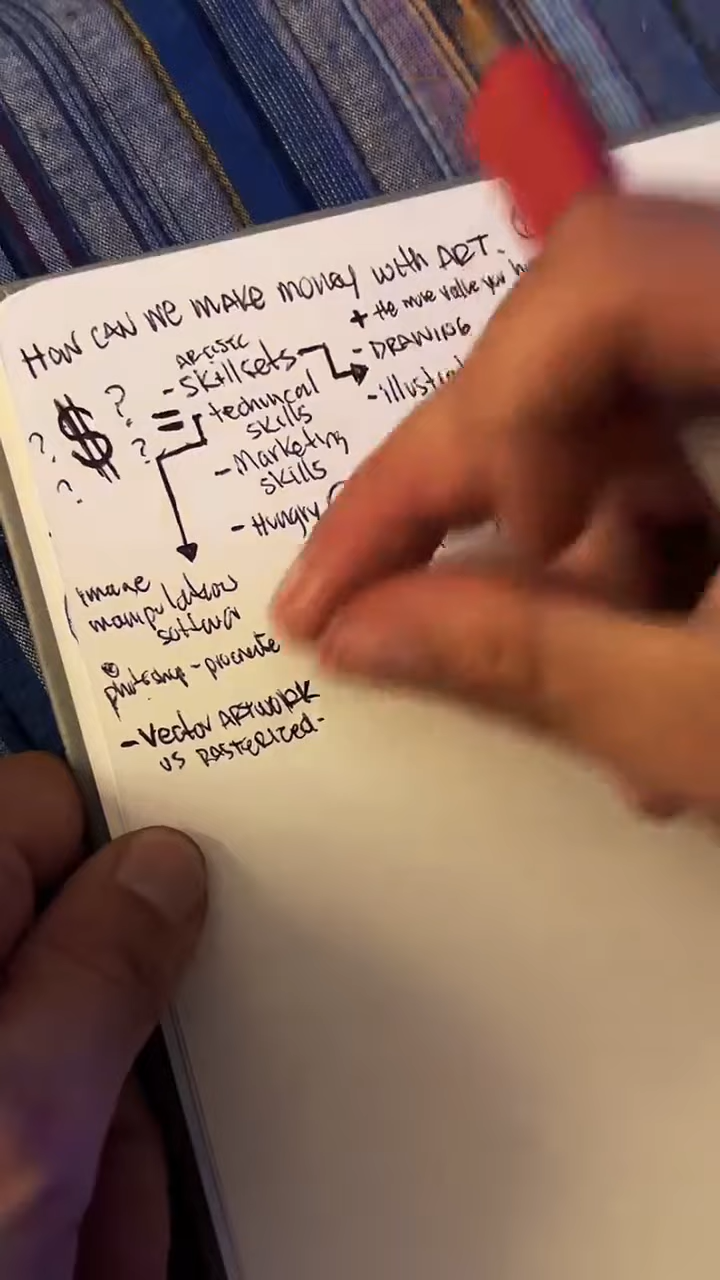 How CAN WE MAKE MONEY WITH ART
+ the more value you
ARTISTIC
- skillsets
- DRAWING
$ ? ? ? ?
= technycal
skills
- Marketing
skills
- Hungry
image
manipulation
software
photoshop - procreate
- Vector ARTWORK
vs RASTERIZED -